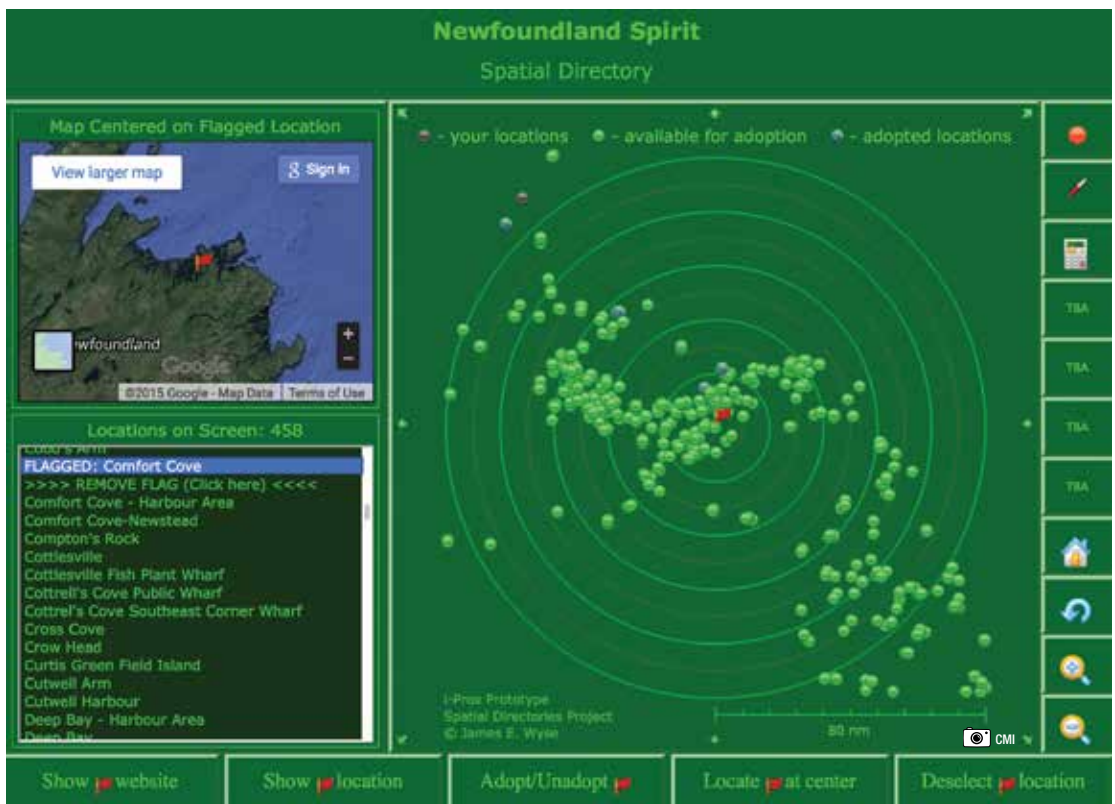 Newfoundland Spirit
Spatial Directory
Map Centered on Flagged Location
View larger map
g Sign in
wfoundland
Google
©2015 Google - Map Data
Terms of Use
Locations on Screen: 458
Cobb's Arm
FLAGGED: Comfort Cove
>>>> REMOVE FLAG (Click here) <<<<
Comfort Cove - Harbour Area
Comfort Cove-Newstead
Compton's Rock
Cottlesville
Cottlesville Fish Plant Wharf
Cottrell's Cove Public Wharf
Cottrel's Cove Southeast Corner Wharf
Cross Cove
Crow Head
Curtis Green Field Island
Cutwell Arm
Cutwell Harbour
Deep Bay - Harbour Area
Deep Bay
- your locations - available for adoption - adopted locations
i-Prox Prototype
Spatial Directories Project
© James E. Wyse
80 nm
CMI
TBA
TBA
TBA
TBA
Show website
Show location
Adopt/Unadopt
Locate at center
Deselect location